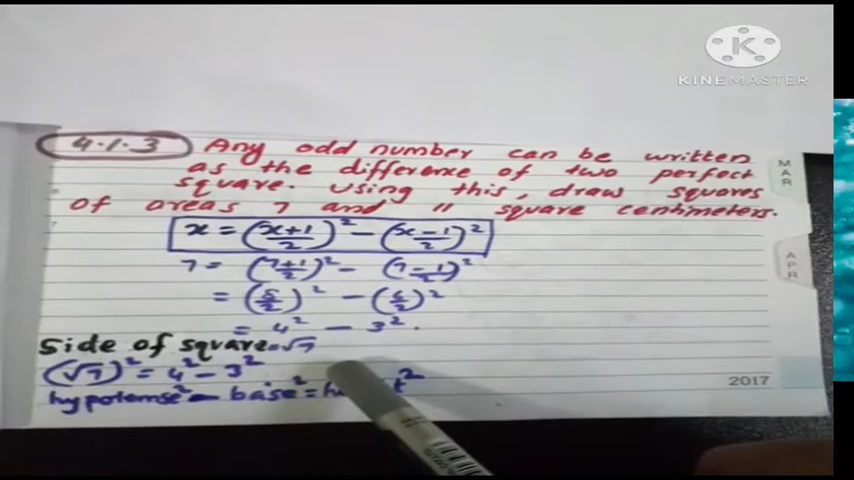 K
KINEMASTER
4.1.3 Any odd number can be written
as the difference of two perfect
square. Using this, draw squares
of areas 7 and 11 square centimeters.
x = (x+1/2)² - (x-1/2)²
7 = (7+1/2)² - (7-1/2)²
= (/2)² - (6/2)²
= 4² - 3².
Side of square = √7
(√7)² = 4² - 3²
hypotemse² - base² =
MAR
APR
2017